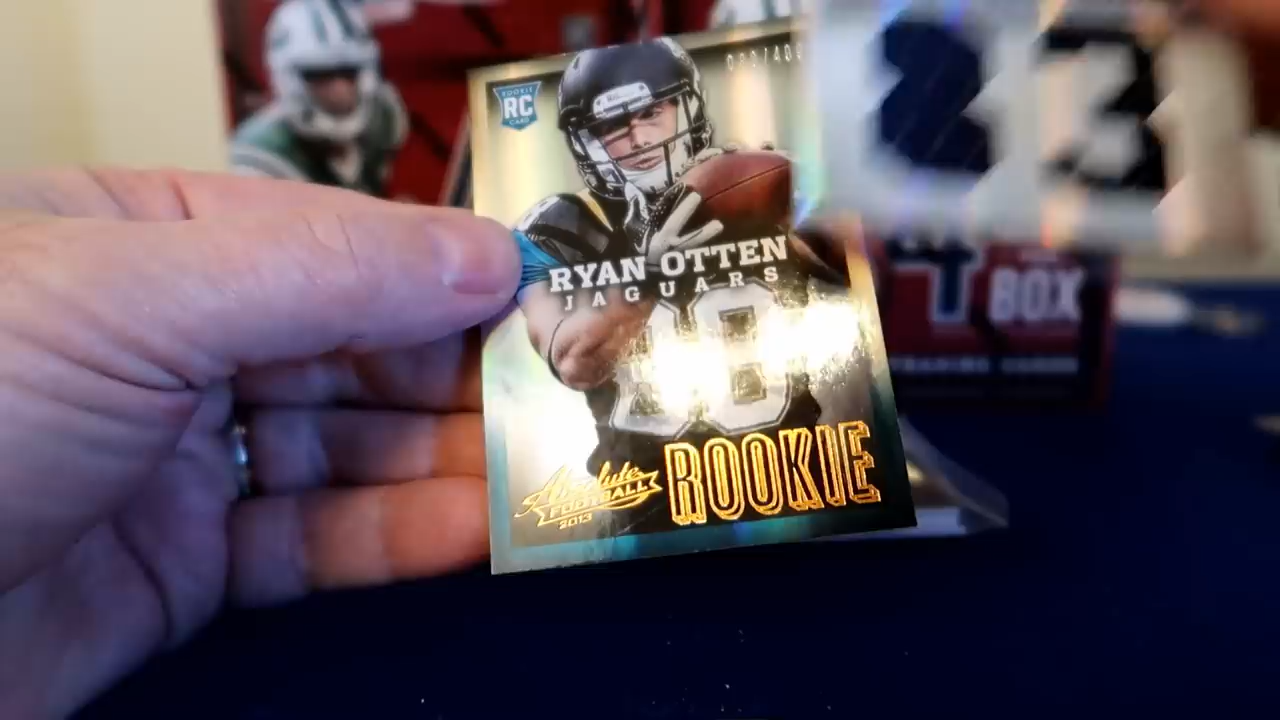 ROOKIE
RC
CARD
RYAN OTTEN
JAGUARS
Absolute
FOOTBALL
2013
ROOKIE
BOX